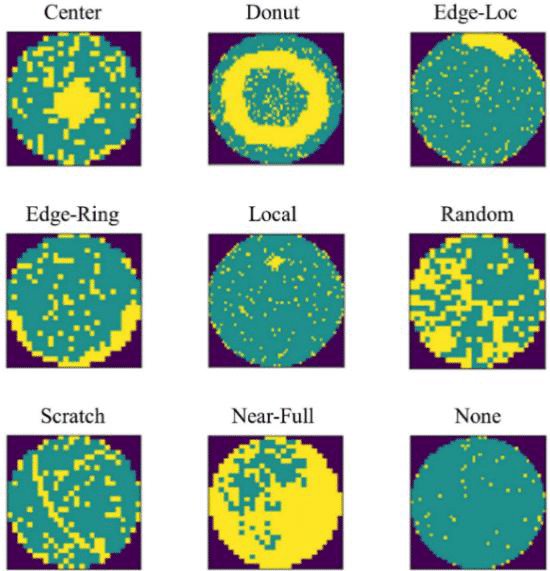 Center Donut Edge-Loc
Edge-Ring Local Random
Scratch Near-Full None